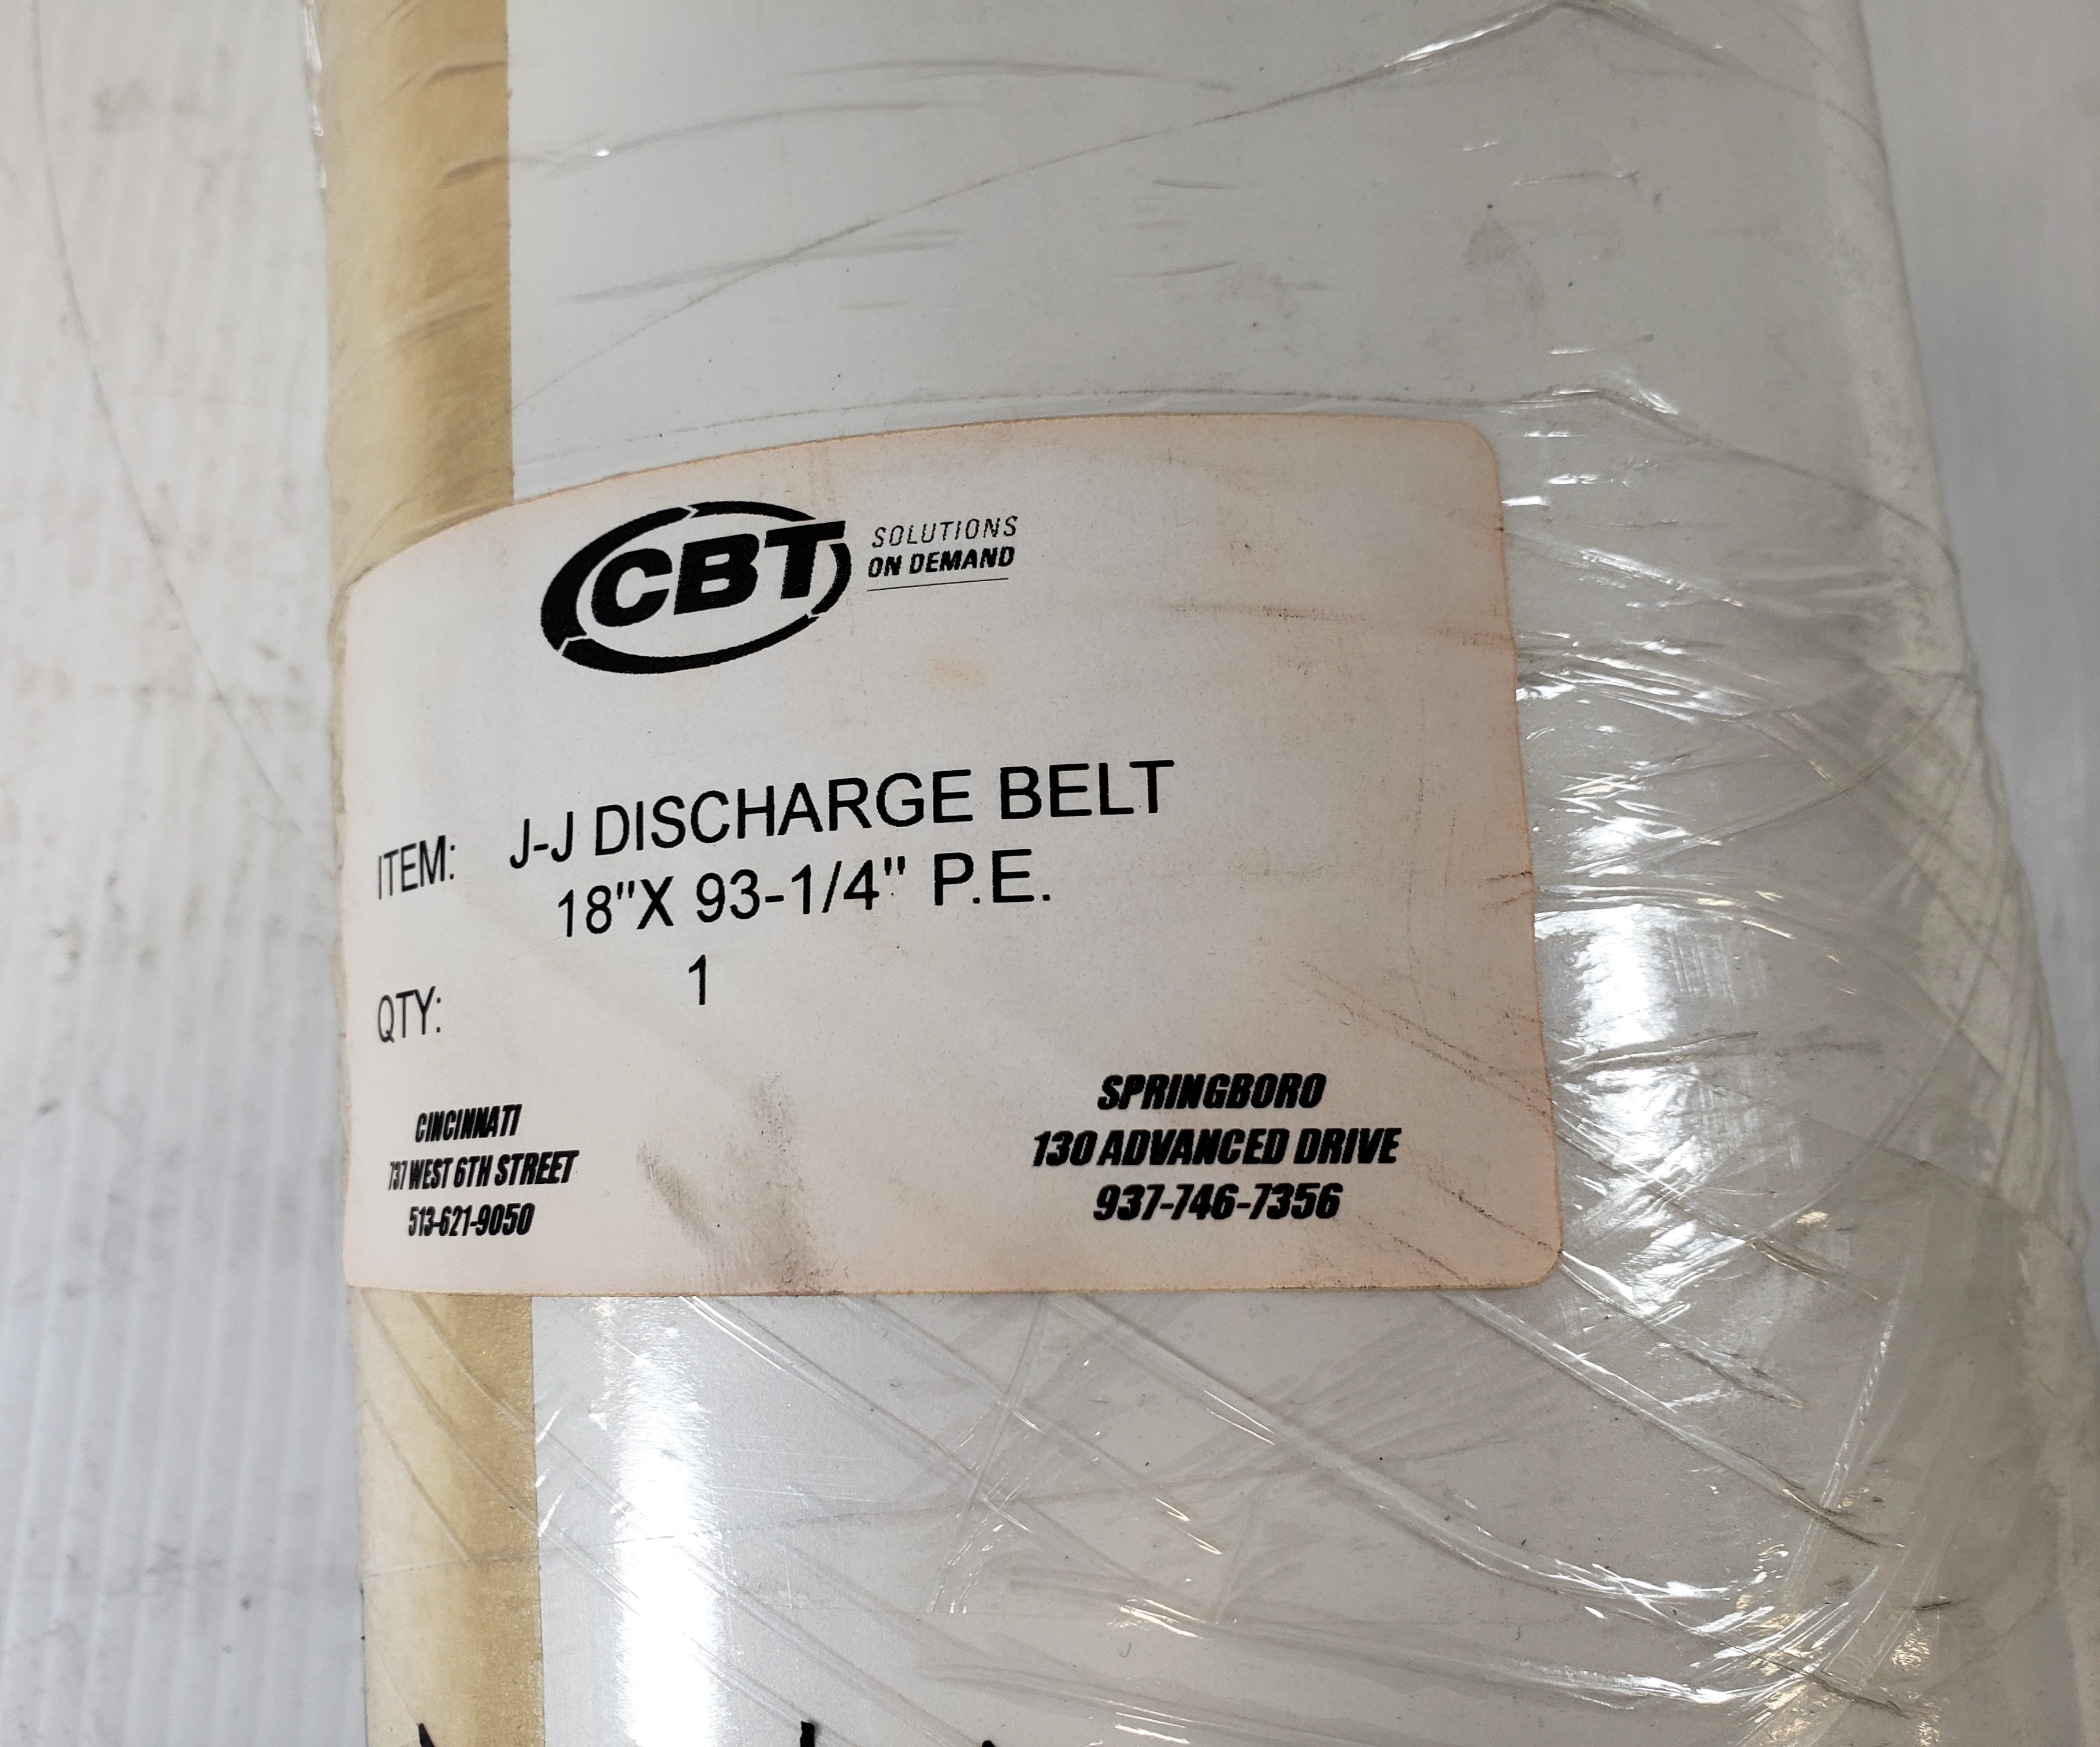 CBT
SOLUTIONS
ON DEMAND
ITEM: J-J DISCHARGE BELT
18"X 93-1/4" P.E.
QTY: 1
CINCINNATI
737 WEST 6TH STREET
513-621-9050
SPRINGBORO
130 ADVANCED DRIVE
937-746-7356